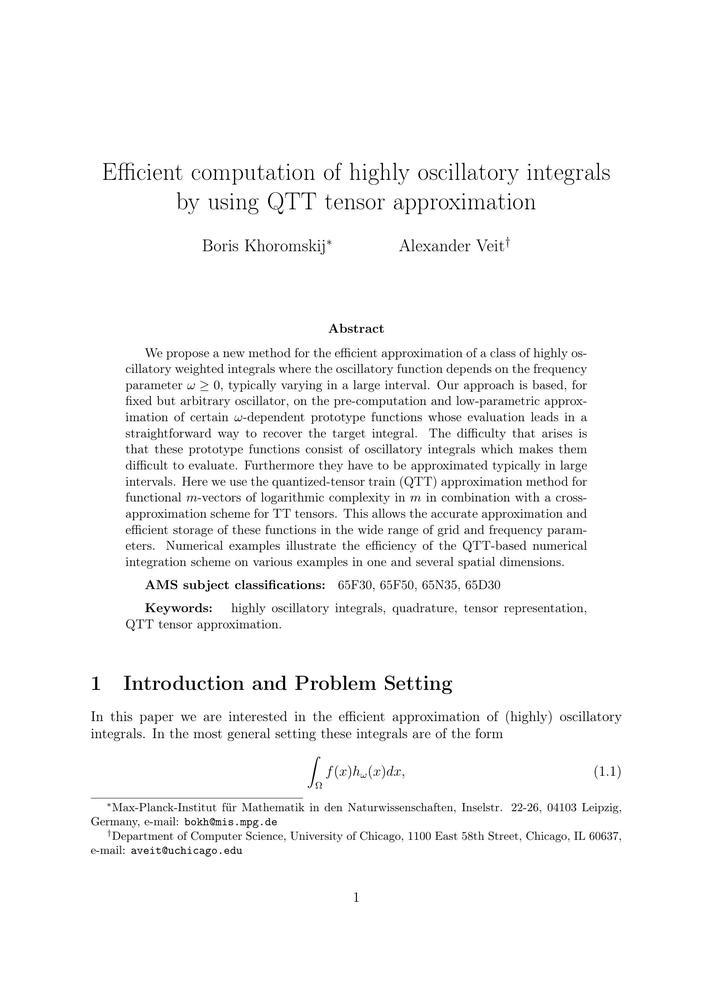 Efficient computation of highly oscillatory integrals
by using QTT tensor approximation
Boris Khoromskij* Alexander Veit†
Abstract
We propose a new method for the efficient approximation of a class of highly os-
cillatory weighted integrals where the oscillatory function depends on the frequency
parameter ω ≥ 0, typically varying in a large interval. Our approach is based, for
fixed but arbitrary oscillator, on the pre-computation and low-parametric approx-
imation of certain ω-dependent prototype functions whose evaluation leads in a
straightforward way to recover the target integral. The difficulty that arises is
that these prototype functions consist of oscillatory integrals which makes them
difficult to evaluate. Furthermore they have to be approximated typically in large
intervals. Here we use the quantized-tensor train (QTT) approximation method for
functional m-vectors of logarithmic complexity in m in combination with a cross-
approximation scheme for TT tensors. This allows the accurate approximation and
efficient storage of these functions in the wide range of grid and frequency param-
eters. Numerical examples illustrate the efficiency of the QTT-based numerical
integration scheme on various examples in one and several spatial dimensions.
AMS subject classifications: 65F30, 65F50, 65N35, 65D30
Keywords: highly oscillatory integrals, quadrature, tensor representation,
QTT tensor approximation.
1 Introduction and Problem Setting
In this paper we are interested in the efficient approximation of (highly) oscillatory
integrals. In the most general setting these integrals are of the form
∫_Ω f(x)h_ω(x)dx, (1.1)
*Max-Planck-Institut für Mathematik in den Naturwissenschaften, Inselstr. 22-26, 04103 Leipzig,
Germany, e-mail: bokh@mis.mpg.de
†Department of Computer Science, University of Chicago, 1100 East 58th Street, Chicago, IL 60637,
e-mail: aveit@uchicago.edu
1